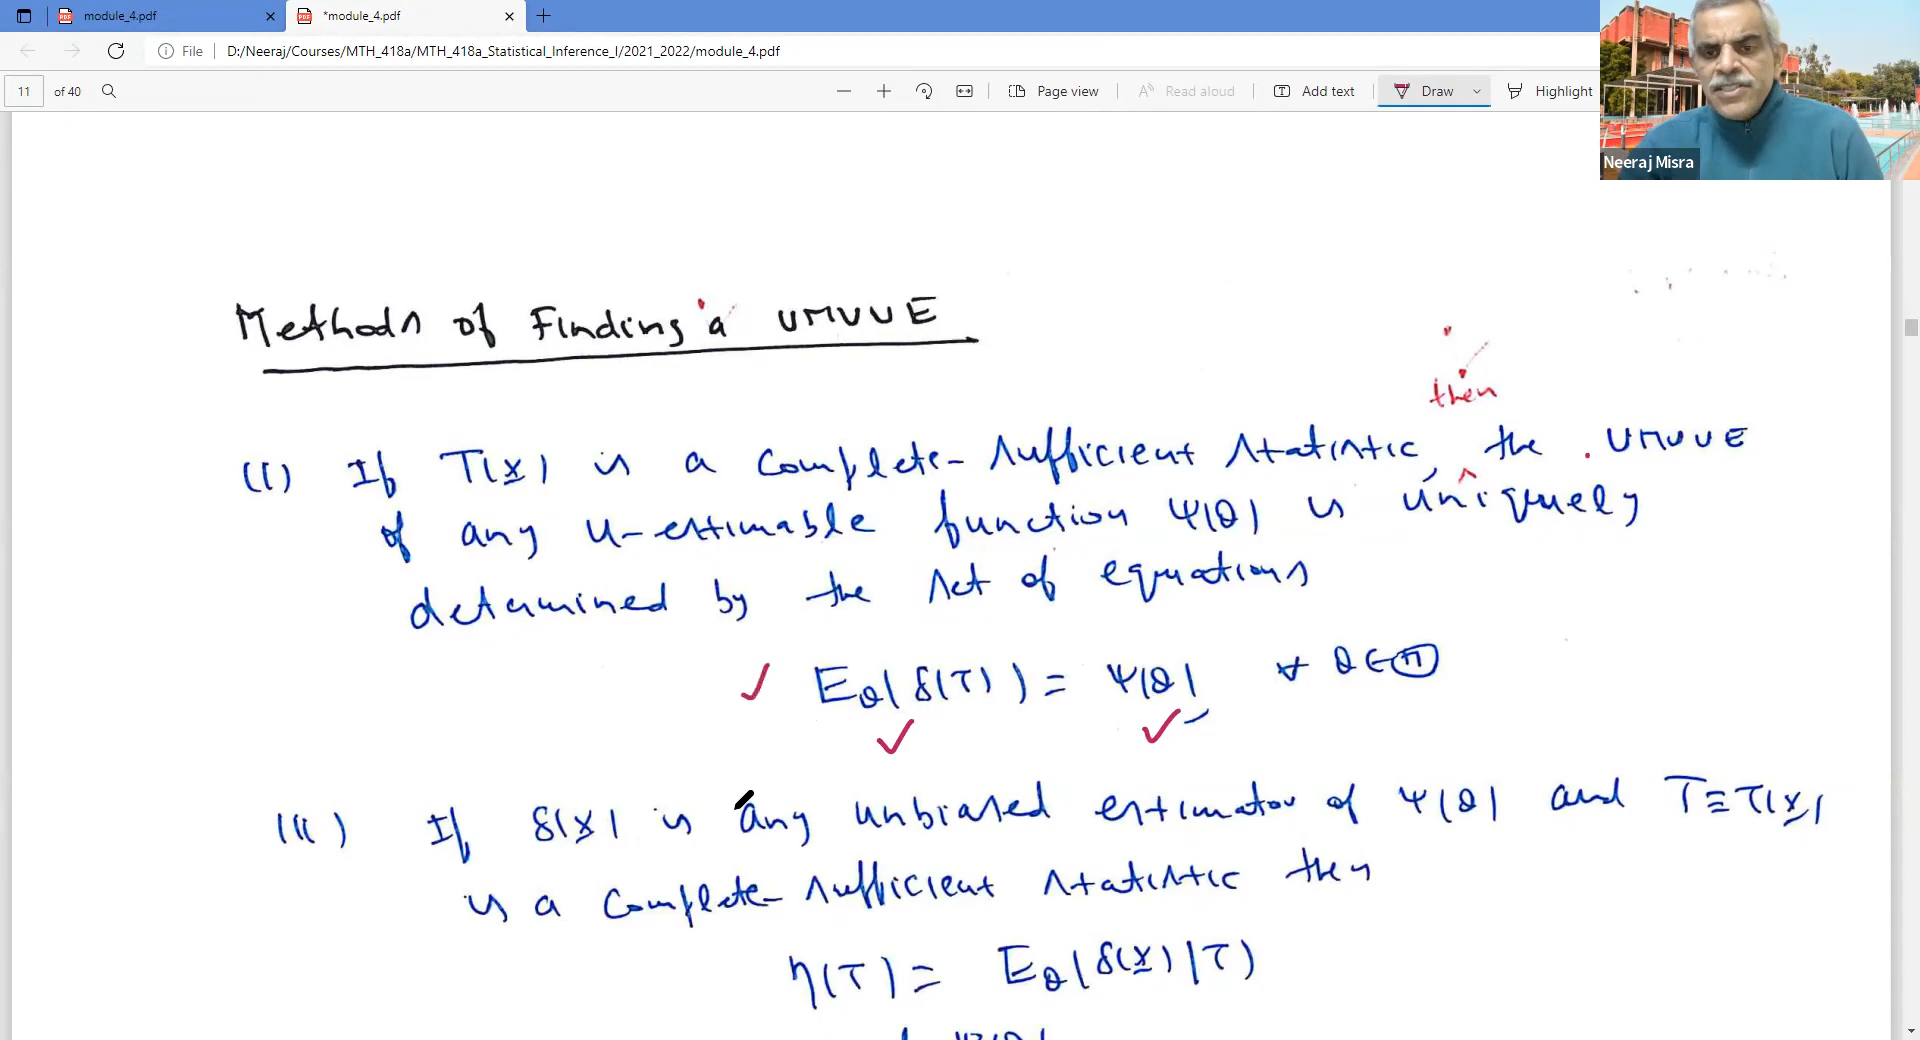 module_4.pdf
*module_4.pdf
File D:/Neeraj/Courses/MTH_418a/MTH_418a_Statistical_Inference_I/2021_2022/module_4.pdf
11 of 40
Page view
Read aloud
Add text
Draw
Highlight
Neeraj Misra
Methods of Finding a UMVUE
then
(I) If T(X) is a complete-sufficient statistic, the UMVUE
of any U-estimable function Ψ(θ) is uniquely
determined by the set of equations
Eθ(δ(T)) = Ψ(θ), ∀ θ ∈ Θ
(II) If δ(X) is any unbiased estimator of Ψ(θ) and T ≡ T(X)
is a complete-sufficient statistic then
η(T) = Eθ(δ(X)|T)